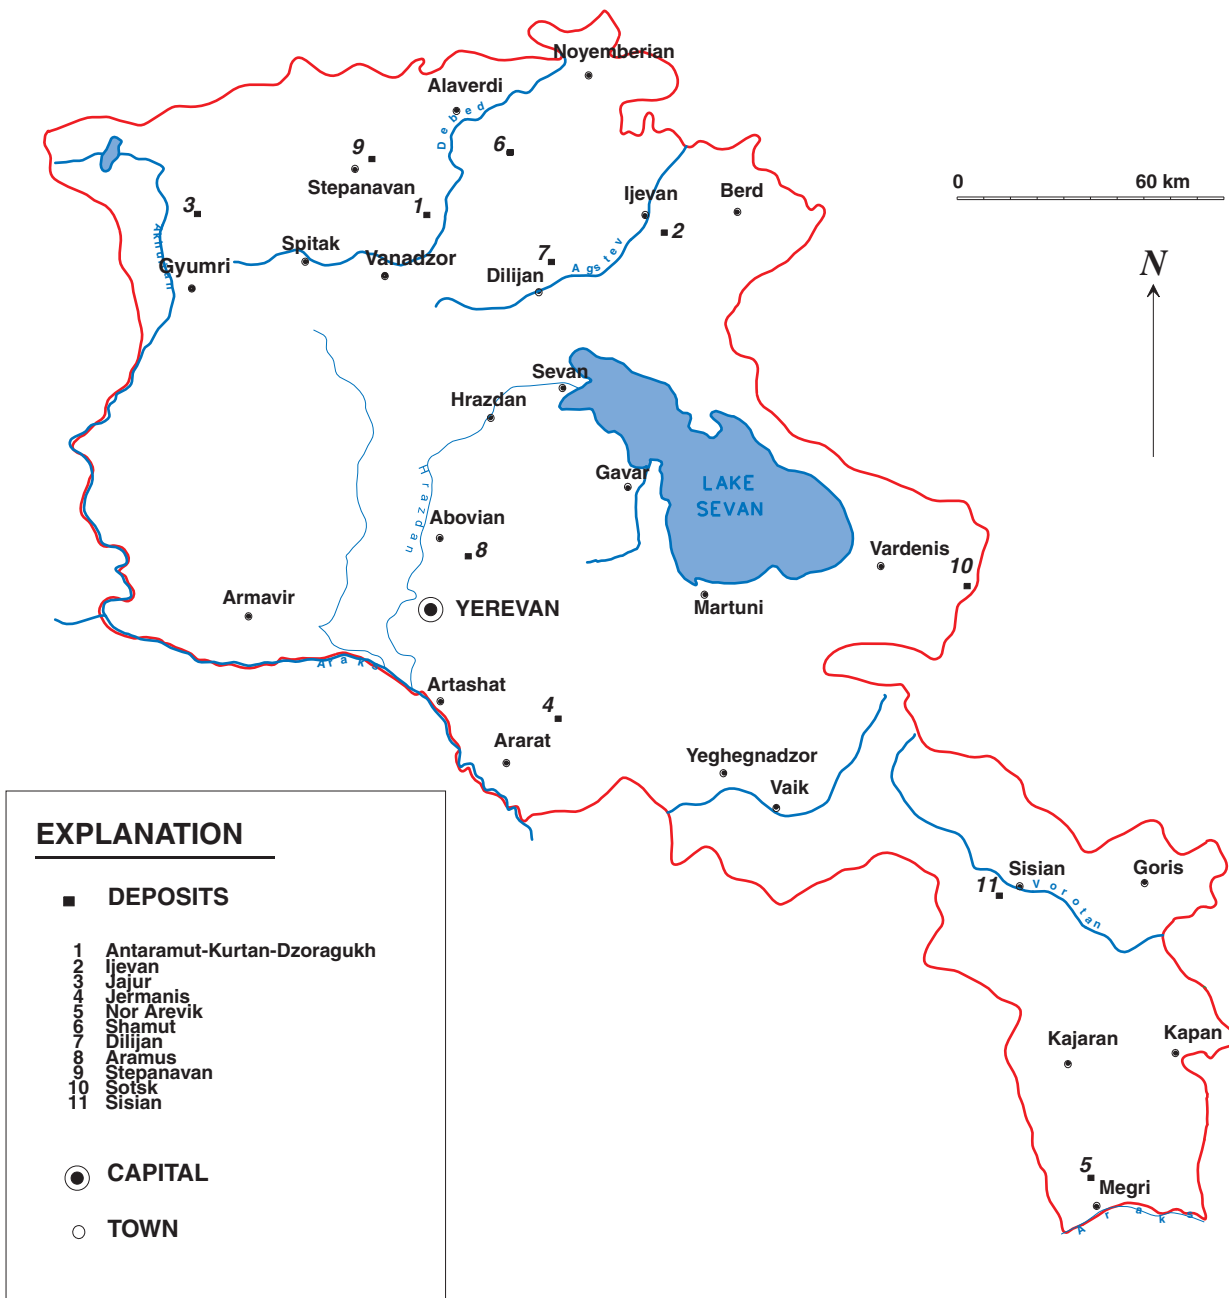 Noyemberian
Alaverdi
Debed
9
6
Stepanavan
0 60 km
Ijevan
Berd
3
1
2
Akhurian
Spitak
Vanadzor
7
Agstev
Gyumri
Dilijan
N
Sevan
Hrazdan
Hrazdan
Gavar
LAKE
SEVAN
Abovian
8
Vardenis
10
Armavir
YEREVAN
Martuni
Araks
Artashat
4
Ararat
Yeghegnadzor
Vaik
Sisian
Goris
11
Vorotan
Kajaran
Kapan
5
Megri
Araks
EXPLANATION
DEPOSITS
1 Antaramut-Kurtan-Dzoragukh
2 Ijevan
3 Jajur
4 Jermanis
5 Nor Arevik
6 Shamut
7 Dilijan
8 Aramus
9 Stepanavan
10 Sotsk
11 Sisian
CAPITAL
TOWN